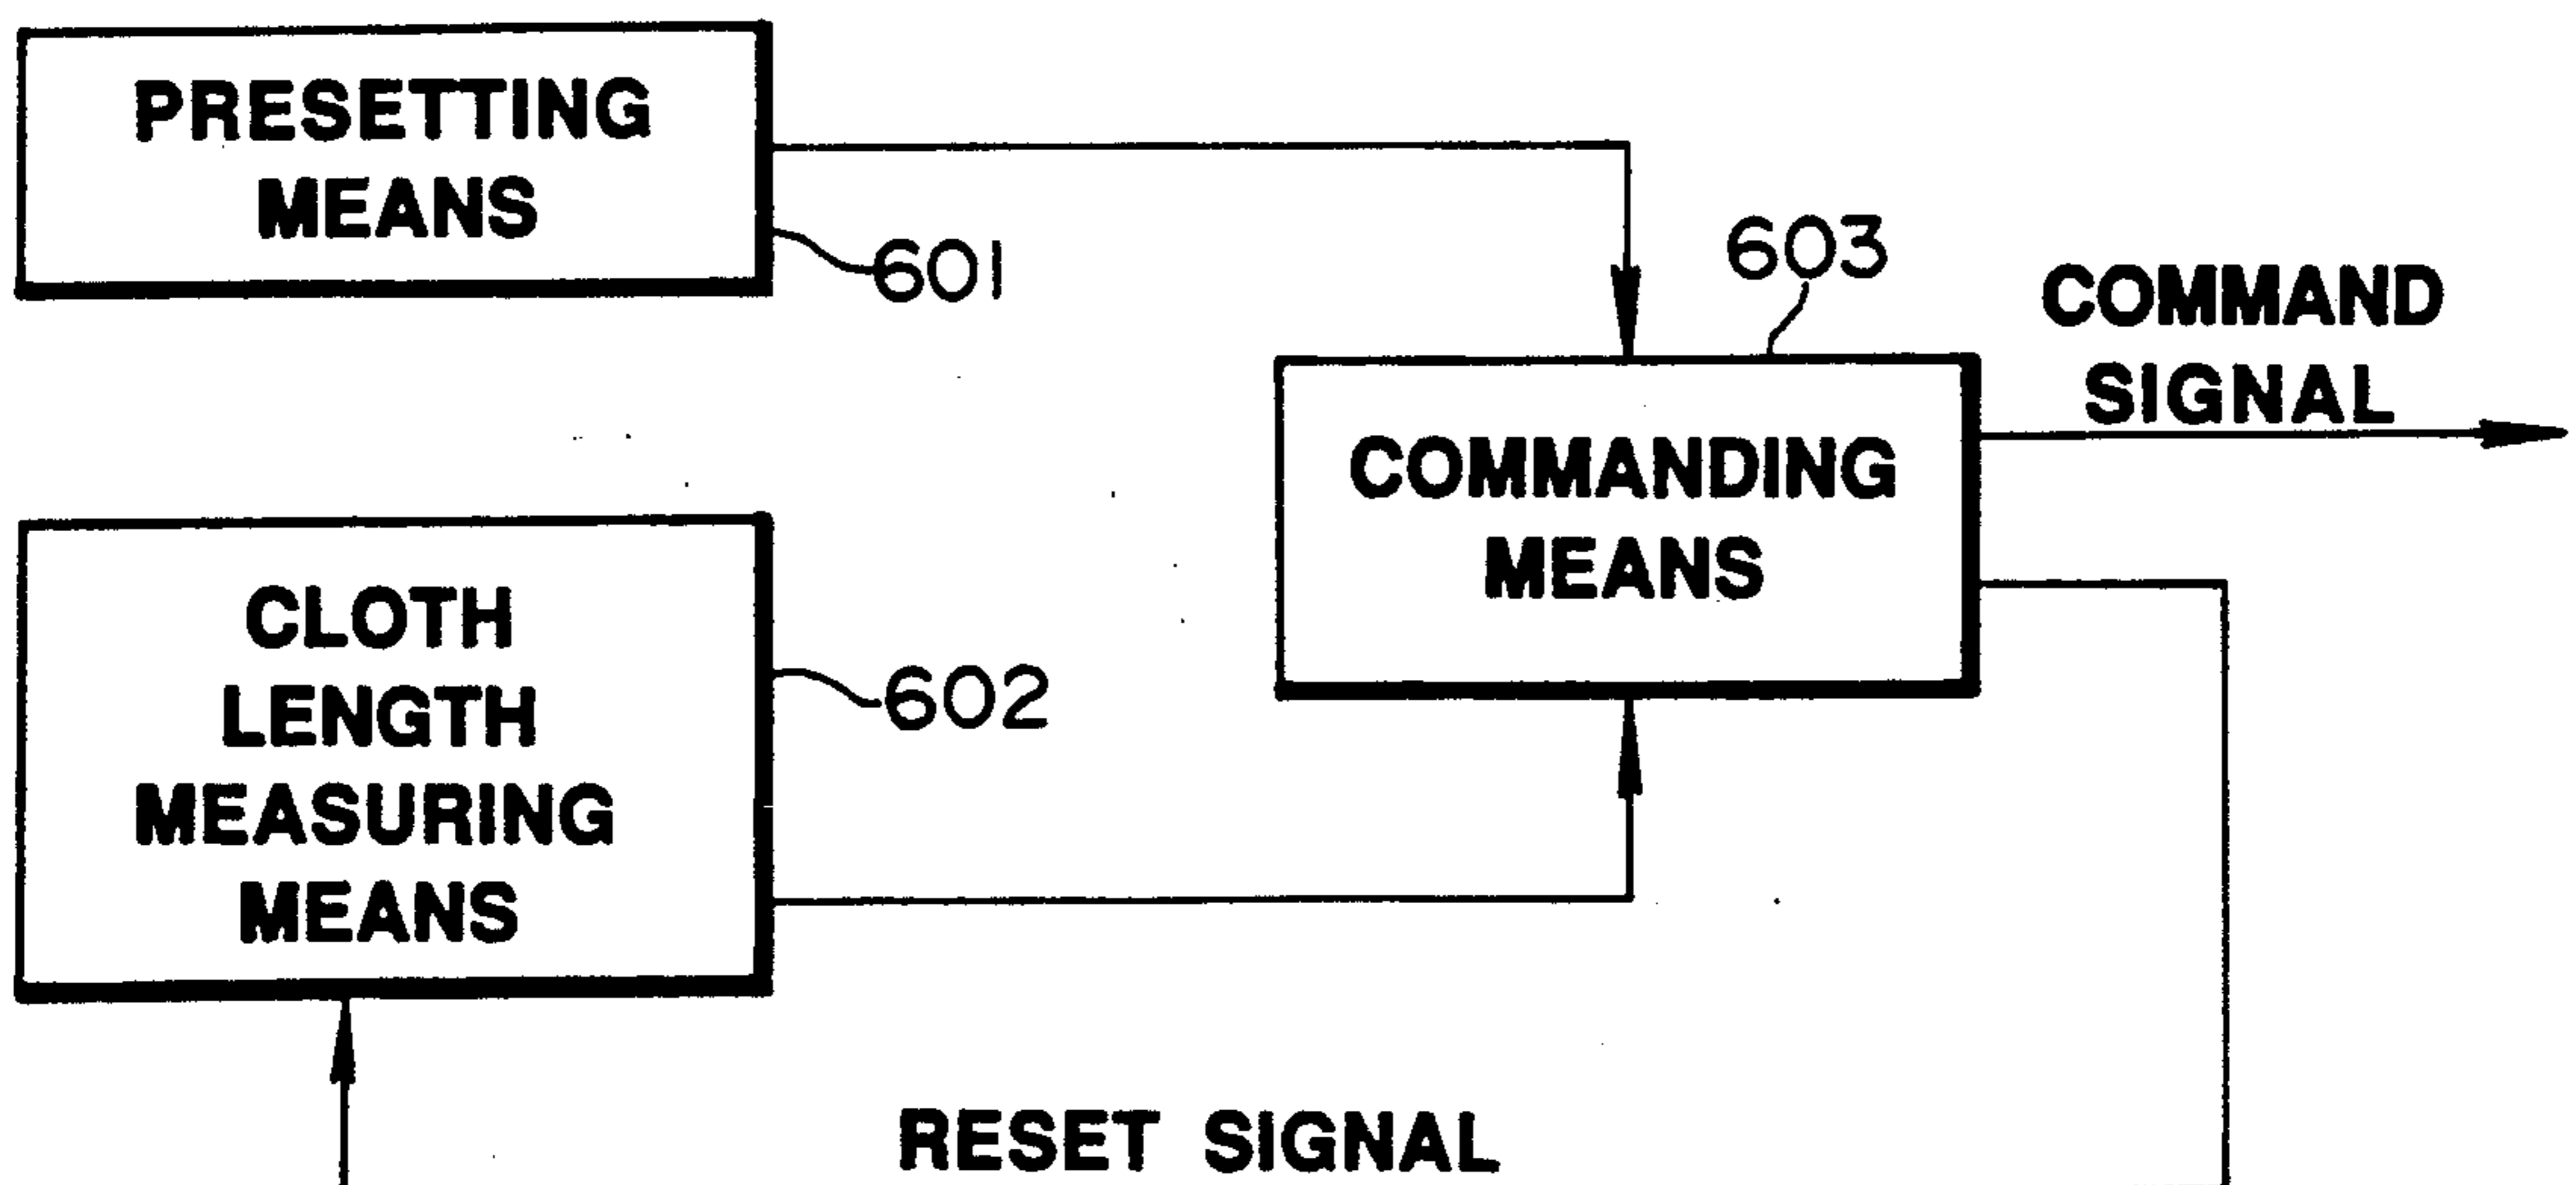 PRESETTING
MEANS
601
603
COMMAND
SIGNAL
COMMANDING
MEANS
CLOTH
LENGTH
MEASURING
MEANS
602
RESET SIGNAL